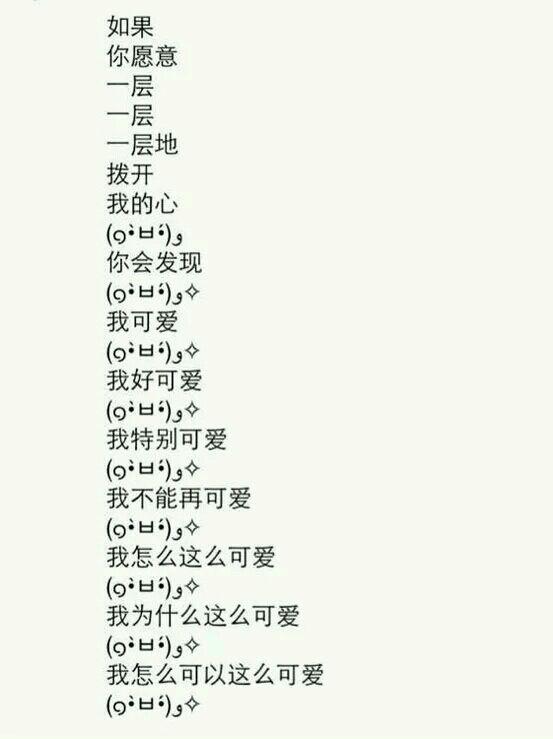 如果
你愿意
一层
一层
一层地
拨开
我的心
(๑•̀ㅂ•́)و
你会发现
(๑•̀ㅂ•́)و✧
我可爱
(๑•̀ㅂ•́)و✧
我好可爱
(๑•̀ㅂ•́)و✧
我特别可爱
(๑•̀ㅂ•́)و✧
我不能再可爱
(๑•̀ㅂ•́)و✧
我怎么这么可爱
(๑•̀ㅂ•́)و✧
我为什么这么可爱
(๑•̀ㅂ•́)و✧
我怎么可以这么可爱
(๑•̀ㅂ•́)و✧